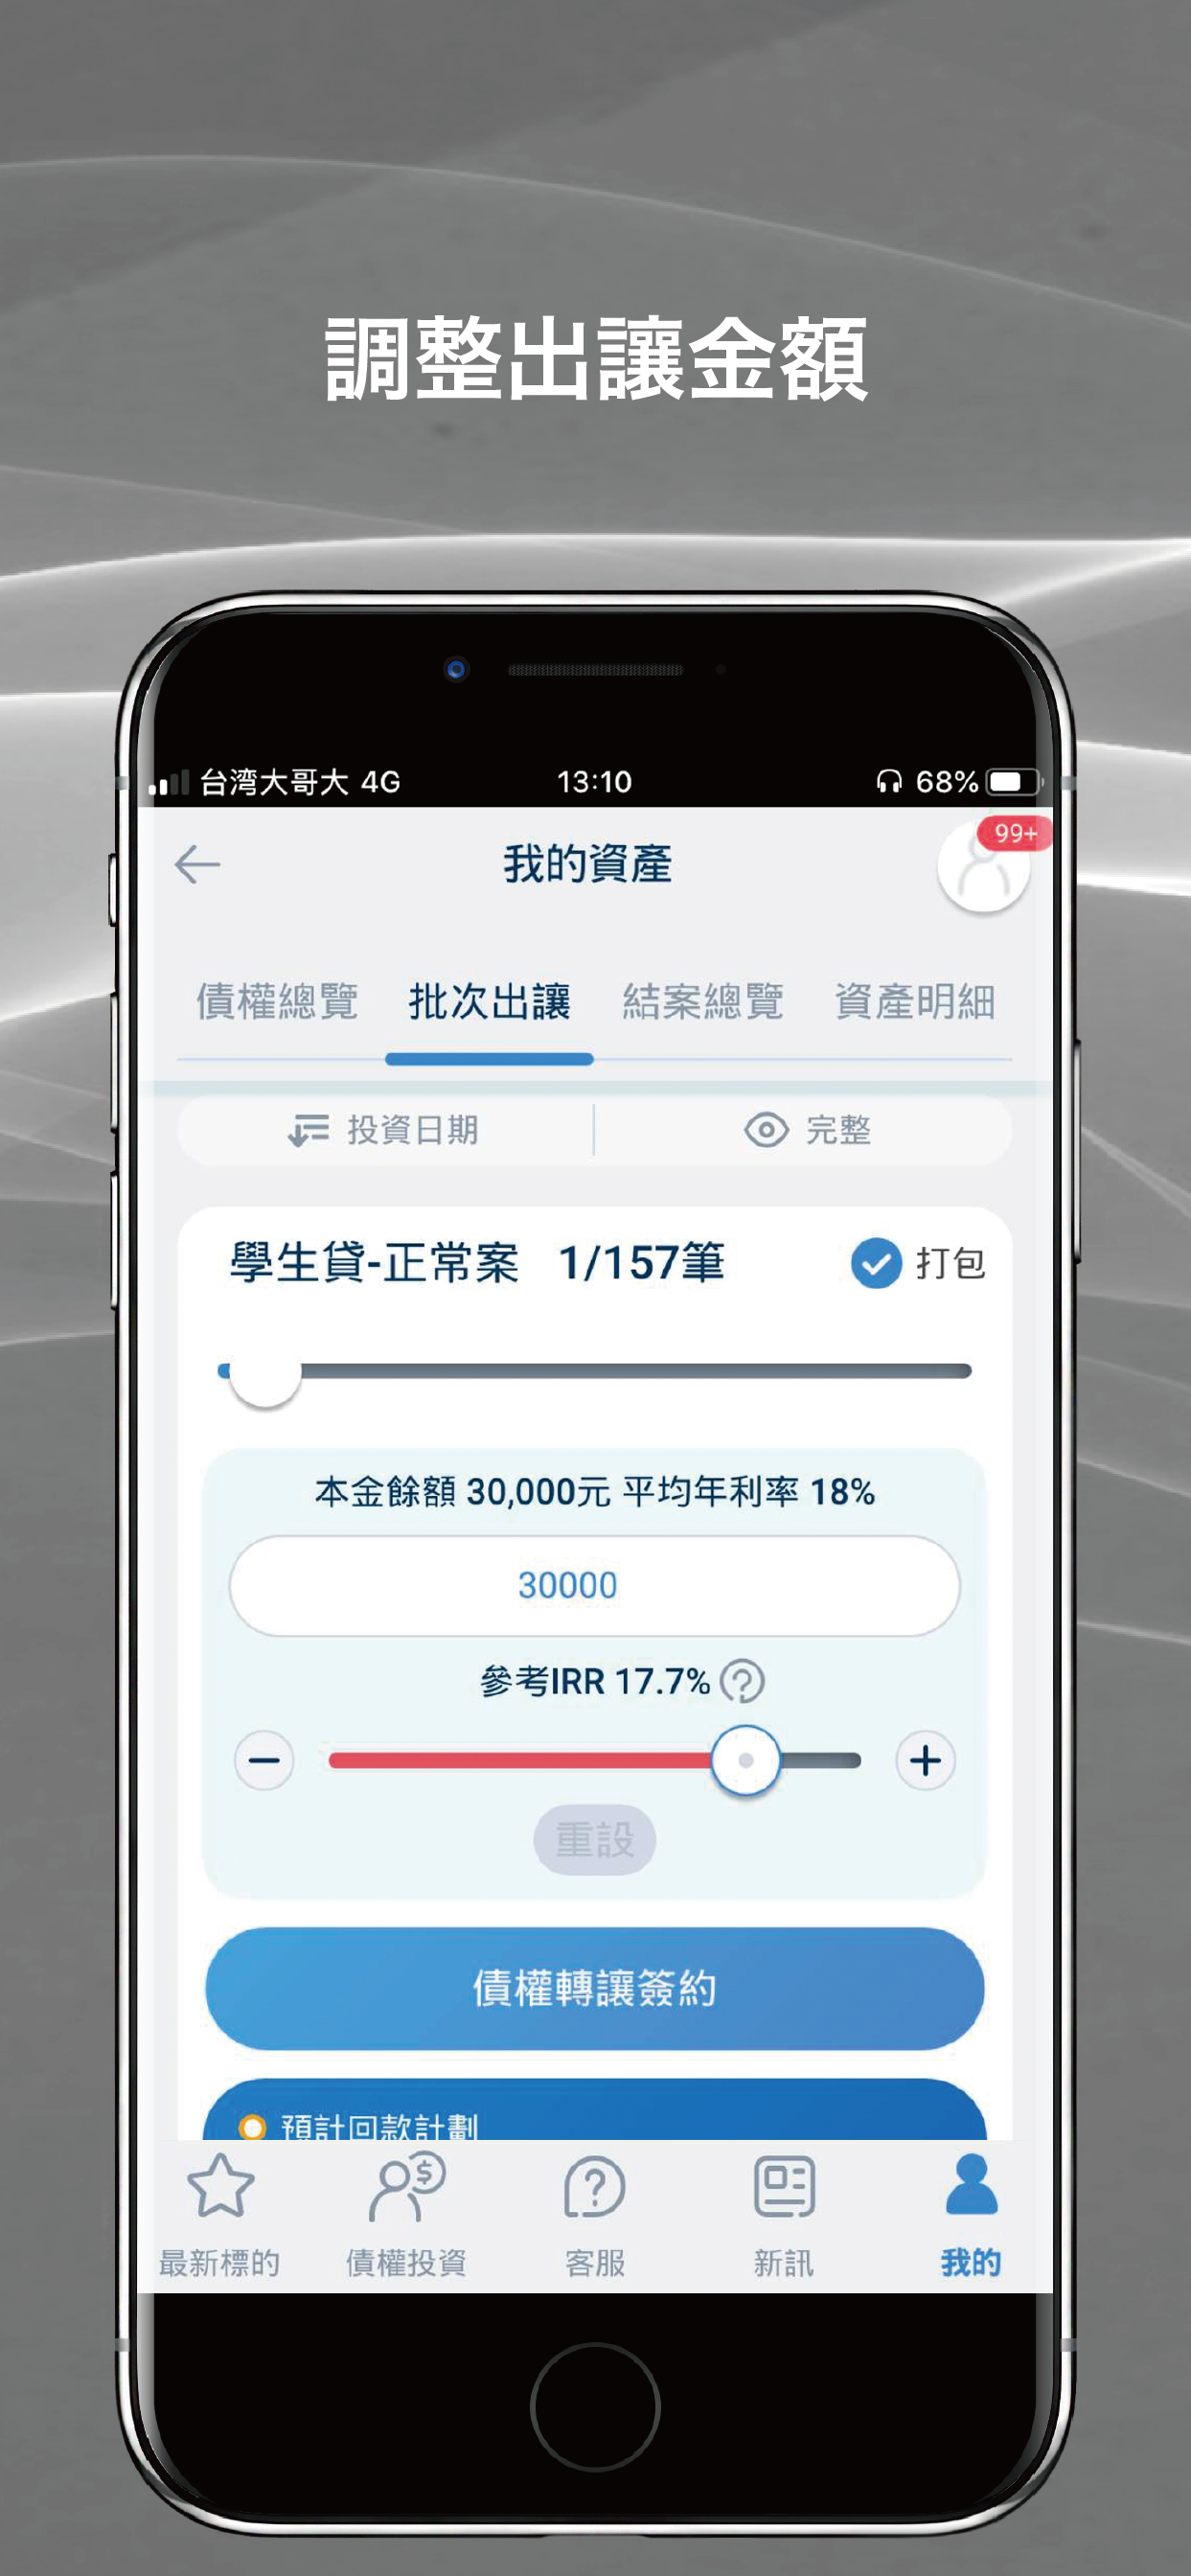 調整出讓金額
台湾大哥大 4G 13:10 68%
我的資產 99+
債權總覽 批次出讓 結案總覽 資產明細
投資日期 完整
學生貸-正常案 1/157筆 打包
本金餘額 30,000元 平均年利率 18%
30000
參考IRR 17.7% ?
重設
債權轉讓簽約
預計回款計劃
最新標的 債權投資 客服 新訊 我的